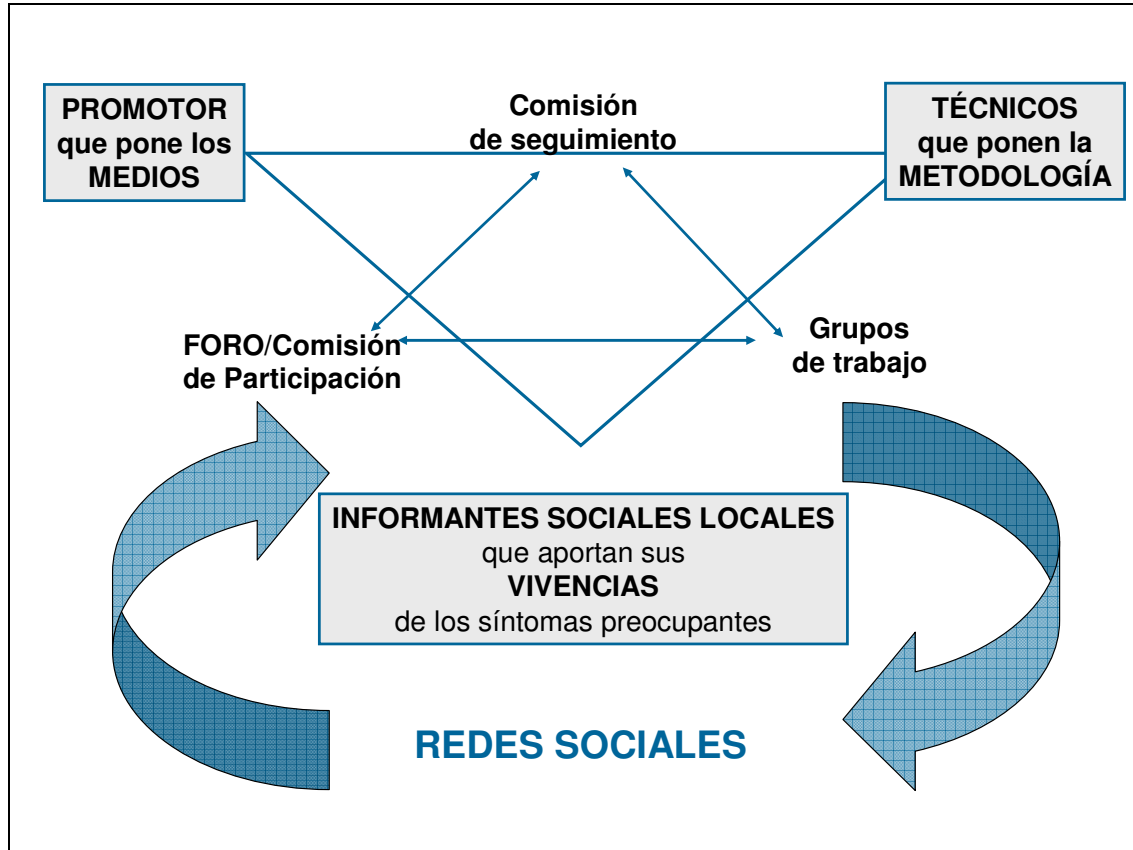 PROMOTOR
que pone los
MEDIOS
Comisión
de seguimiento
TÉCNICOS
que ponen la
METODOLOGÍA
FORO/Comisión
de Participación
Grupos
de trabajo
INFORMANTES SOCIALES LOCALES
que aportan sus
VIVENCIAS
de los síntomas preocupantes
REDES SOCIALES